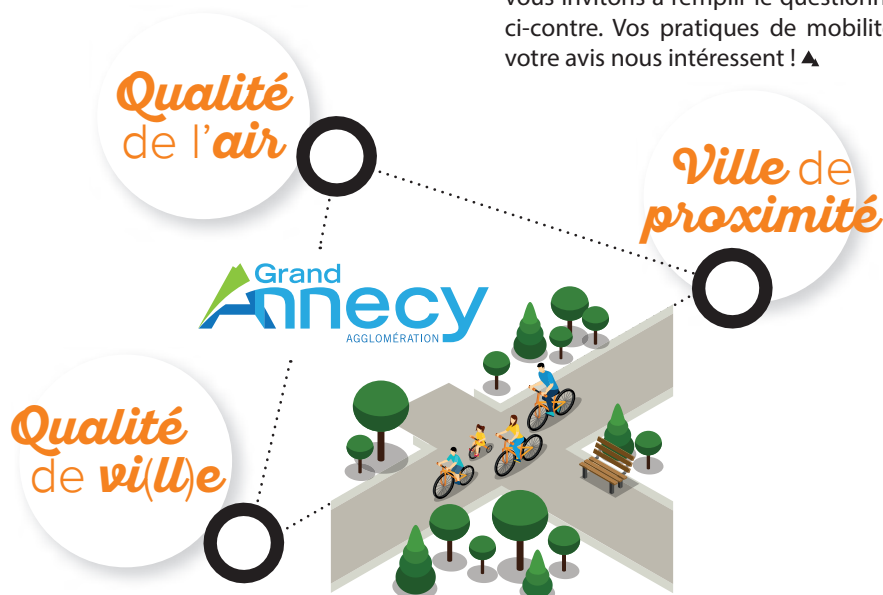 ci-contre. Vos pratiques de mobilité
votre avis nous intéressent !
Qualité
de l'air
Ville de
proximité
Grand
Annecy
AGGLOMÉRATION
Qualité
de vi(ll)e